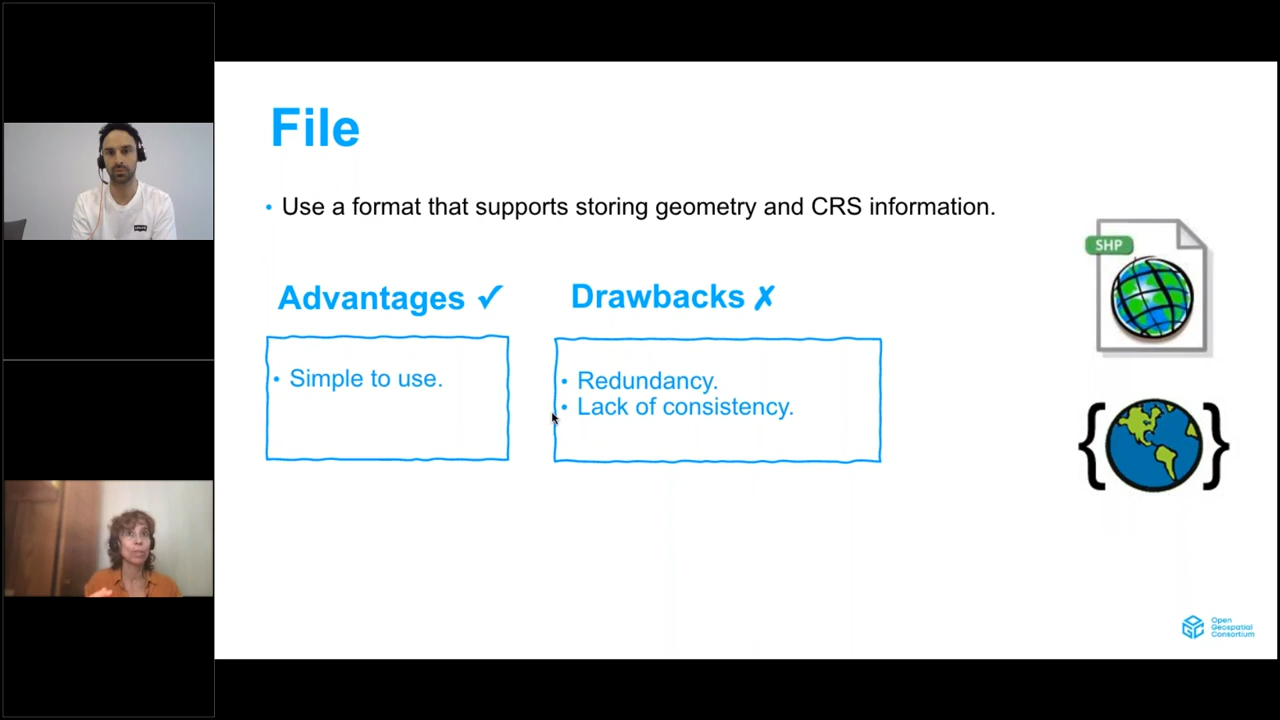 File
• Use a format that supports storing geometry and CRS information.
SHP
Advantages ✓
Drawbacks ✗
• Simple to use.
• Redundancy.
• Lack of consistency.
Open
Geospatial
Consortium